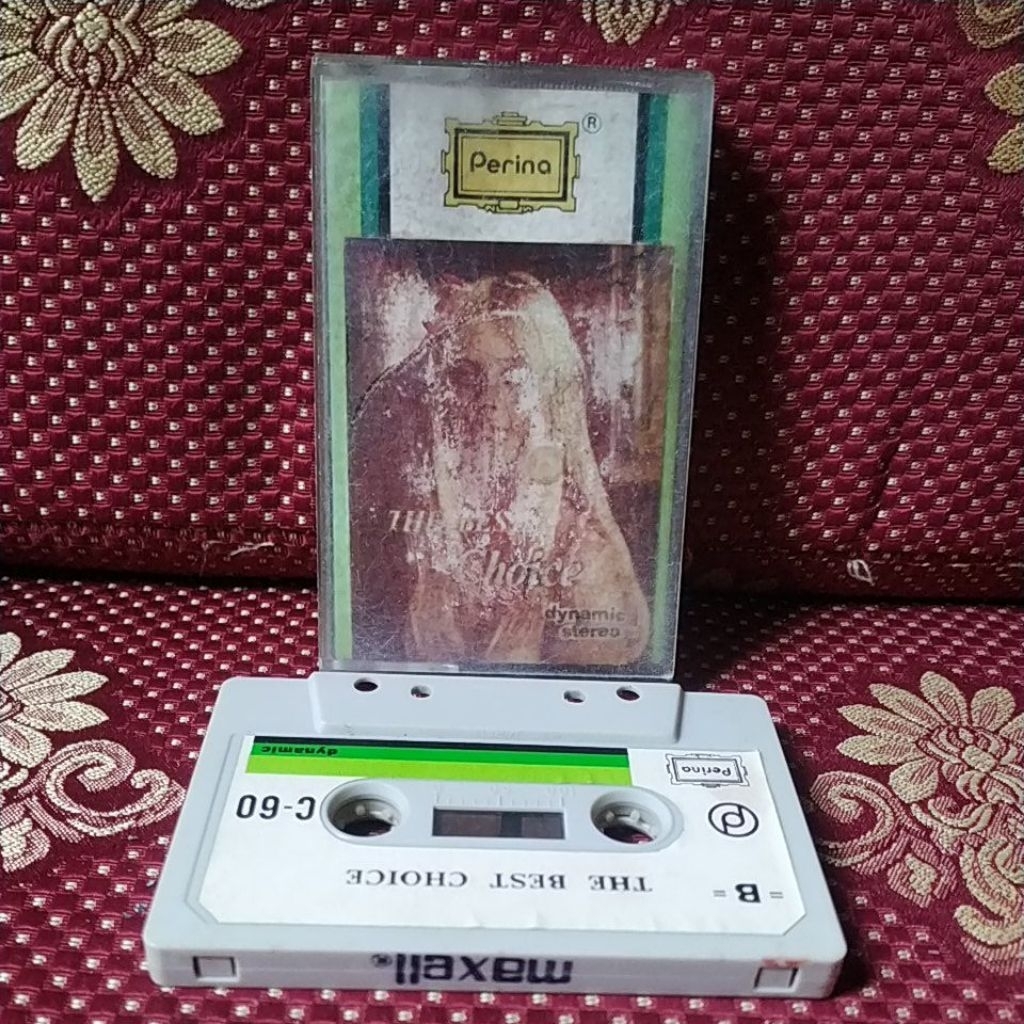 Perina ®
THE BEST
Choice
dynamic
stereo
dynamic
Perina
C-60
THE BEST CHOICE
= B =
maxell®